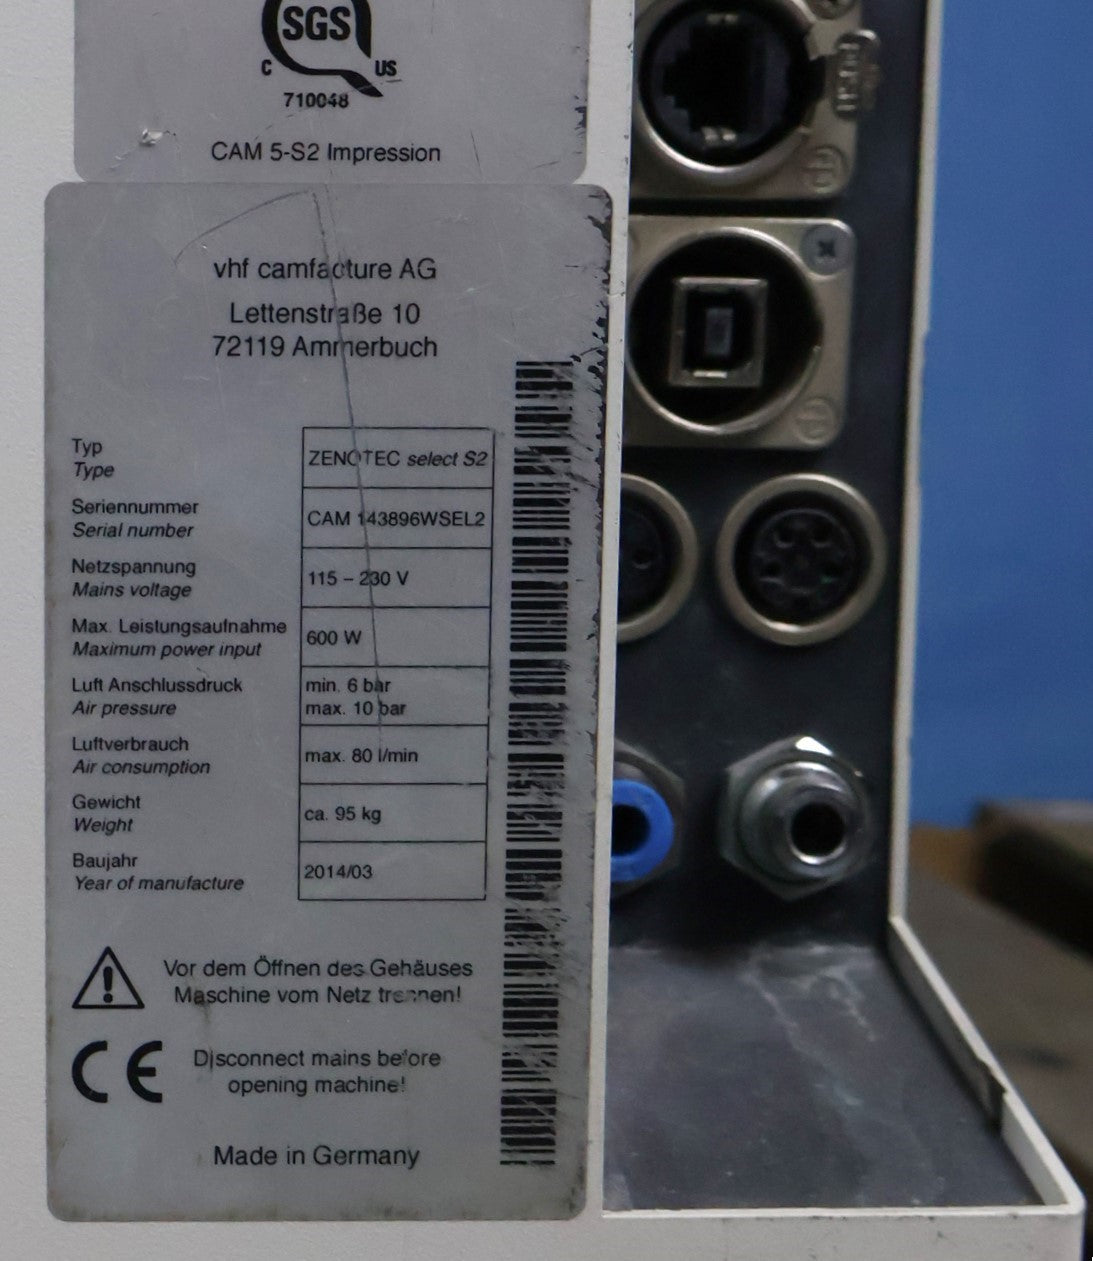 SGS
C US
710048
CAM 5-S2 Impression
vhf camfacture AG
Lettenstraße 10
72119 Ammerbuch
Typ
Type
ZENOTEC select S2
Seriennummer
Serial number
CAM 143896WSEL2
Netzspannung
Mains voltage
115 – 230 V
Max. Leistungsaufnahme
Maximum power input
600 W
Luft Anschlussdruck
Air pressure
min. 6 bar
max. 10 bar
Luftverbrauch
Air consumption
max. 80 l/min
Gewicht
Weight
ca. 95 kg
Baujahr
Year of manufacture
2014/03
Vor dem Öffnen des Gehäuses
Maschine vom Netz trennen!
CE
Disconnect mains before
opening machine!
Made in Germany
PUSH